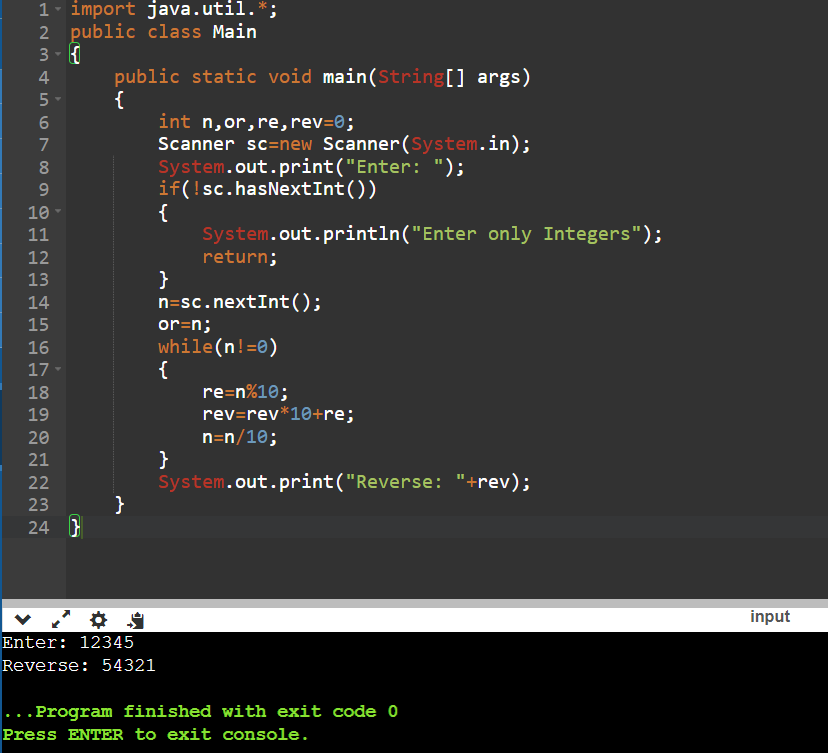 1 import java.util.*;
2 public class Main
3 {
4     public static void main(String[] args)
5     {
6         int n,or,re,rev=0;
7         Scanner sc=new Scanner(System.in);
8         System.out.print("Enter: ");
9         if(!sc.hasNextInt())
10         {
11             System.out.println("Enter only Integers");
12             return;
13         }
14         n=sc.nextInt();
15         or=n;
16         while(n!=0)
17         {
18             re=n%10;
19             rev=rev*10+re;
20             n=n/10;
21         }
22         System.out.print("Reverse: "+rev);
23     }
24 }
input
Enter: 12345
Reverse: 54321
...Program finished with exit code 0
Press ENTER to exit console.